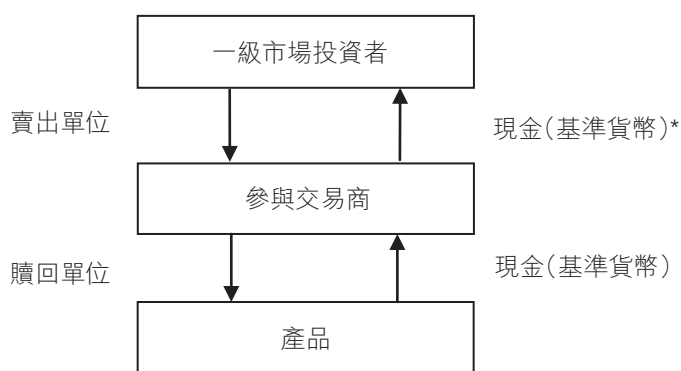 一級市場投資者
賣出單位
現金(基準貨幣)*
參與交易商
贖回單位
現金(基準貨幣)
產品